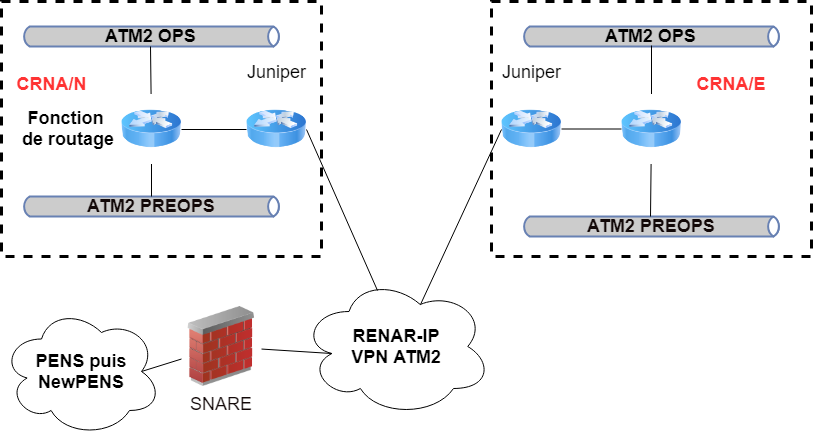 ATM2 OPS
CRNA/N
Juniper
Fonction
de routage
ATM2 PREOPS
ATM2 OPS
Juniper
CRNA/E
ATM2 PREOPS
RENAR-IP
VPN ATM2
PENS puis
NewPENS
SNARE